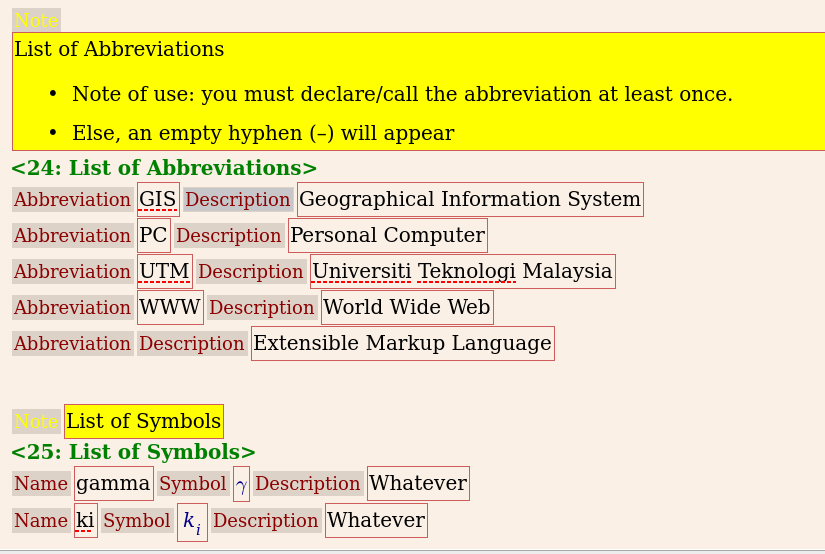 Note
List of Abbreviations
• Note of use: you must declare/call the abbreviation at least once.
• Else, an empty hyphen (–) will appear
<24: List of Abbreviations>
Abbreviation GIS Description Geographical Information System
Abbreviation PC Description Personal Computer
Abbreviation UTM Description Universiti Teknologi Malaysia
Abbreviation WWW Description World Wide Web
Abbreviation Description Extensible Markup Language
Note List of Symbols
<25: List of Symbols>
Name gamma Symbol γ Description Whatever
Name ki Symbol k_i Description Whatever